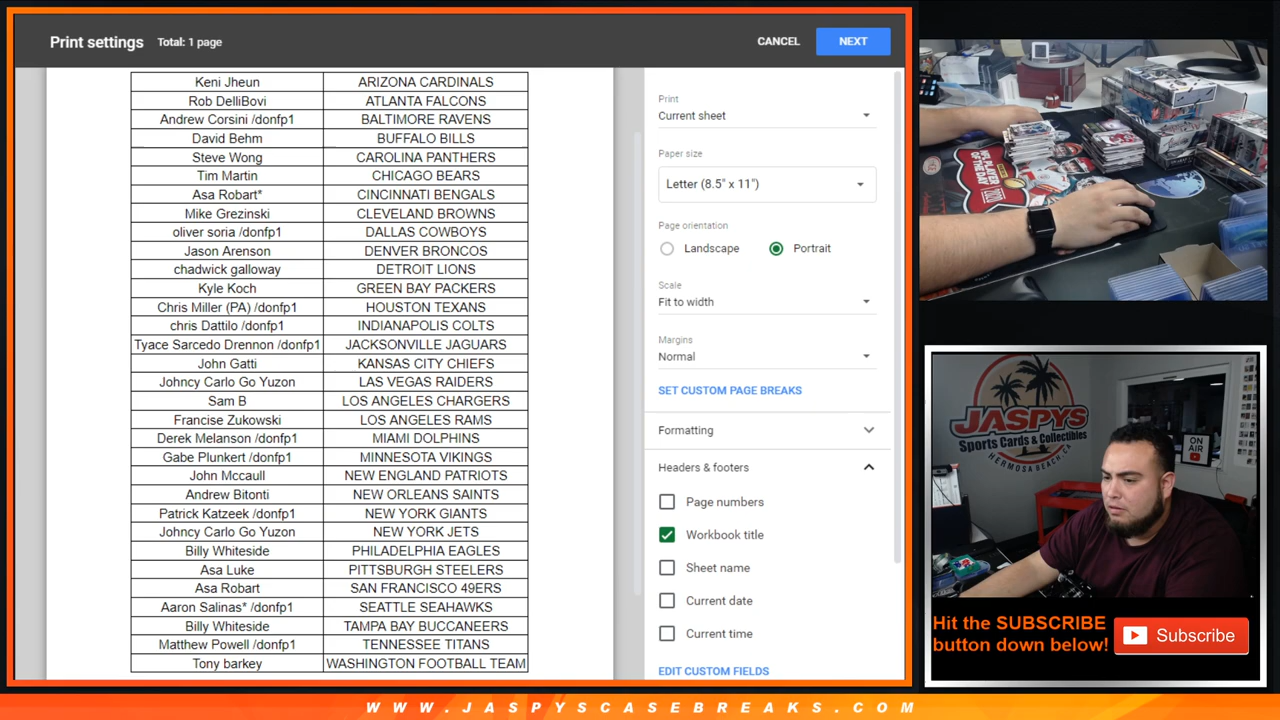 Print settings Total: 1 page CANCEL NEXT
Keni Jheun ARIZONA CARDINALS
Rob DelliBovi ATLANTA FALCONS
Andrew Corsini /donfp1 BALTIMORE RAVENS
David Behm BUFFALO BILLS
Steve Wong CAROLINA PANTHERS
Tim Martin CHICAGO BEARS
Asa Robart* CINCINNATI BENGALS
Mike Grezinski CLEVELAND BROWNS
oliver soria /donfp1 DALLAS COWBOYS
Jason Arenson DENVER BRONCOS
chadwick galloway DETROIT LIONS
Kyle Koch GREEN BAY PACKERS
Chris Miller (PA) /donfp1 HOUSTON TEXANS
chris Dattilo /donfp1 INDIANAPOLIS COLTS
Tyace Sarcedo Drennon /donfp1 JACKSONVILLE JAGUARS
John Gatti KANSAS CITY CHIEFS
Johncy Carlo Go Yuzon LAS VEGAS RAIDERS
Sam B LOS ANGELES CHARGERS
Francise Zukowski LOS ANGELES RAMS
Derek Melanson /donfp1 MIAMI DOLPHINS
Gabe Plunkert /donfp1 MINNESOTA VIKINGS
John Mccaull NEW ENGLAND PATRIOTS
Andrew Bitonti NEW ORLEANS SAINTS
Patrick Katzeek /donfp1 NEW YORK GIANTS
Johncy Carlo Go Yuzon NEW YORK JETS
Billy Whiteside PHILADELPHIA EAGLES
Asa Luke PITTSBURGH STEELERS
Asa Robart SAN FRANCISCO 49ERS
Aaron Salinas* /donfp1 SEATTLE SEAHAWKS
Billy Whiteside TAMPA BAY BUCCANEERS
Matthew Powell /donfp1 TENNESSEE TITANS
Tony barkey WASHINGTON FOOTBALL TEAM
Print
Current sheet
Paper size
Letter (8.5" x 11")
Page orientation
Landscape Portrait
Scale
Fit to width
Margins
Normal
SET CUSTOM PAGE BREAKS
Formatting
Headers & footers
Page numbers
Workbook title
Sheet name
Current date
Current time
EDIT CUSTOM FIELDS
NFL PLAYER
OF THE DAY
2020
JASPYS
Sports Cards & Collectibles
HERMOSA BEACH, CA
ON
AIR
Hit the SUBSCRIBE
button down below!
Subscribe
WWW.JASPYSCASEBREAKS.COM